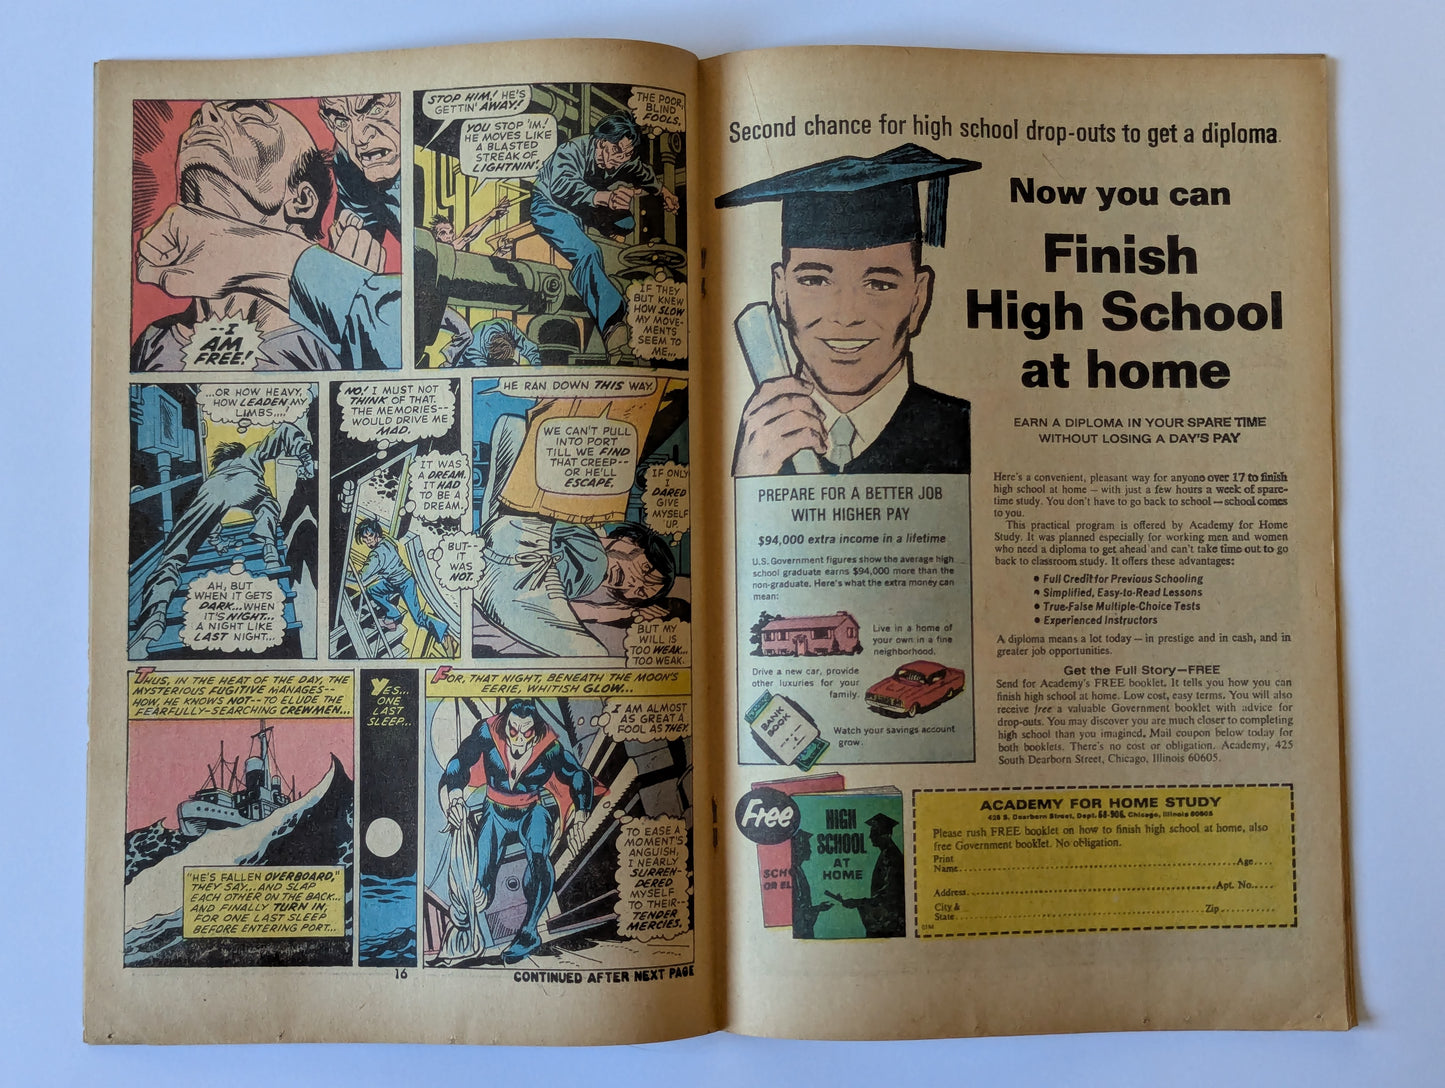 --I
AM
FREE!
STOP HIM! HE'S
GETTIN' AWAY!
YOU STOP 'IM!
HE MOVES LIKE
A BLASTED
STREAK OF
LIGHTNIN'.
THE POOR,
BLIND
FOOLS.
IF THEY
BUT KNEW
HOW SLOW
MY MOVE-
MENTS
SEEM TO
ME...
...OR HOW HEAVY,
HOW LEADEN MY
LIMBS...!
AH, BUT
WHEN IT GETS
DARK...WHEN
IT'S NIGHT...
A NIGHT LIKE
LAST NIGHT...
NO! I MUST NOT
THINK OF THAT.
THE MEMORIES--
WOULD DRIVE ME
MAD.
IT WAS
A DREAM.
IT HAD
TO BE A
DREAM.
BUT--
IT
WAS
NOT.
HE RAN DOWN THIS WAY.
WE CAN'T PULL
INTO PORT
TILL WE FIND
THAT CREEP--
OR HE'LL
ESCAPE.
IF ONLY
I
DARED
GIVE
MYSELF
UP.
BUT MY
WILL IS
TOO WEAK...
TOO WEAK.
THUS, IN THE HEAT OF THE DAY, THE
MYSTERIOUS FUGITIVE MANAGES--
HOW, HE KNOWS NOT--TO ELUDE THE
FEARFULLY-SEARCHING CREWMEN...
"HE'S FALLEN OVERBOARD,"
THEY SAY...AND SLAP
EACH OTHER ON THE BACK...
AND FINALLY TURN IN,
FOR ONE LAST SLEEP
BEFORE ENTERING PORT...
YES...
ONE
LAST
SLEEP...
FOR, THAT NIGHT, BENEATH THE MOON'S
EERIE, WHITISH GLOW...
I AM ALMOST
AS GREAT A
FOOL AS THEY.
TO EASE A
MOMENT'S
ANGUISH,
I NEARLY
SURREN-
DERED
MYSELF
TO THEIR--
TENDER
MERCIES.
16
CONTINUED AFTER NEXT PAGE
Second chance for high school drop-outs to get a diploma.
Now you can
Finish
High School
at home
EARN A DIPLOMA IN YOUR SPARE TIME
WITHOUT LOSING A DAY'S PAY
PREPARE FOR A BETTER JOB
WITH HIGHER PAY
$94,000 extra income in a lifetime
U.S. Government figures show the average high
school graduate earns $94,000 more than the
non-graduate. Here's what the extra money can
mean:
Live in a home of
your own in a fine
neighborhood.
Drive a new car, provide
other luxuries for your
family.
BANK
BOOK
Watch your savings account
grow.
Here's a convenient, pleasant way for anyone over 17 to finish
high school at home – with just a few hours a week of spare-
time study. You don't have to go back to school – school comes
to you.
This practical program is offered by Academy for Home
Study. It was planned especially for working men and women
who need a diploma to get ahead and can't take time out to go
back to classroom study. It offers these advantages:
• Full Credit for Previous Schooling
• Simplified, Easy-to-Read Lessons
• True-False Multiple-Choice Tests
• Experienced Instructors
A diploma means a lot today – in prestige and in cash, and in
greater job opportunities.
Get the Full Story—FREE
Send for Academy's FREE booklet. It tells you how you can
finish high school at home. Low cost, easy terms. You will also
receive free a valuable Government booklet with advice for
drop-outs. You may discover you are much closer to completing
high school than you imagined. Mail coupon below today for
both booklets. There's no cost or obligation. Academy, 425
South Dearborn Street, Chicago, Illinois 60605.
Free
HIGH
SCHOOL
AT
HOME
SCHO
OR EL
ACADEMY FOR HOME STUDY
425 S. Dearborn Street, Dept. 68-906, Chicago, Illinois 60605
Please rush FREE booklet on how to finish high school at home, also
free Government booklet. No obligation.
Print
Name.......... Age....
Address.......... Apt. No.....
City &
State.......... Zip..........